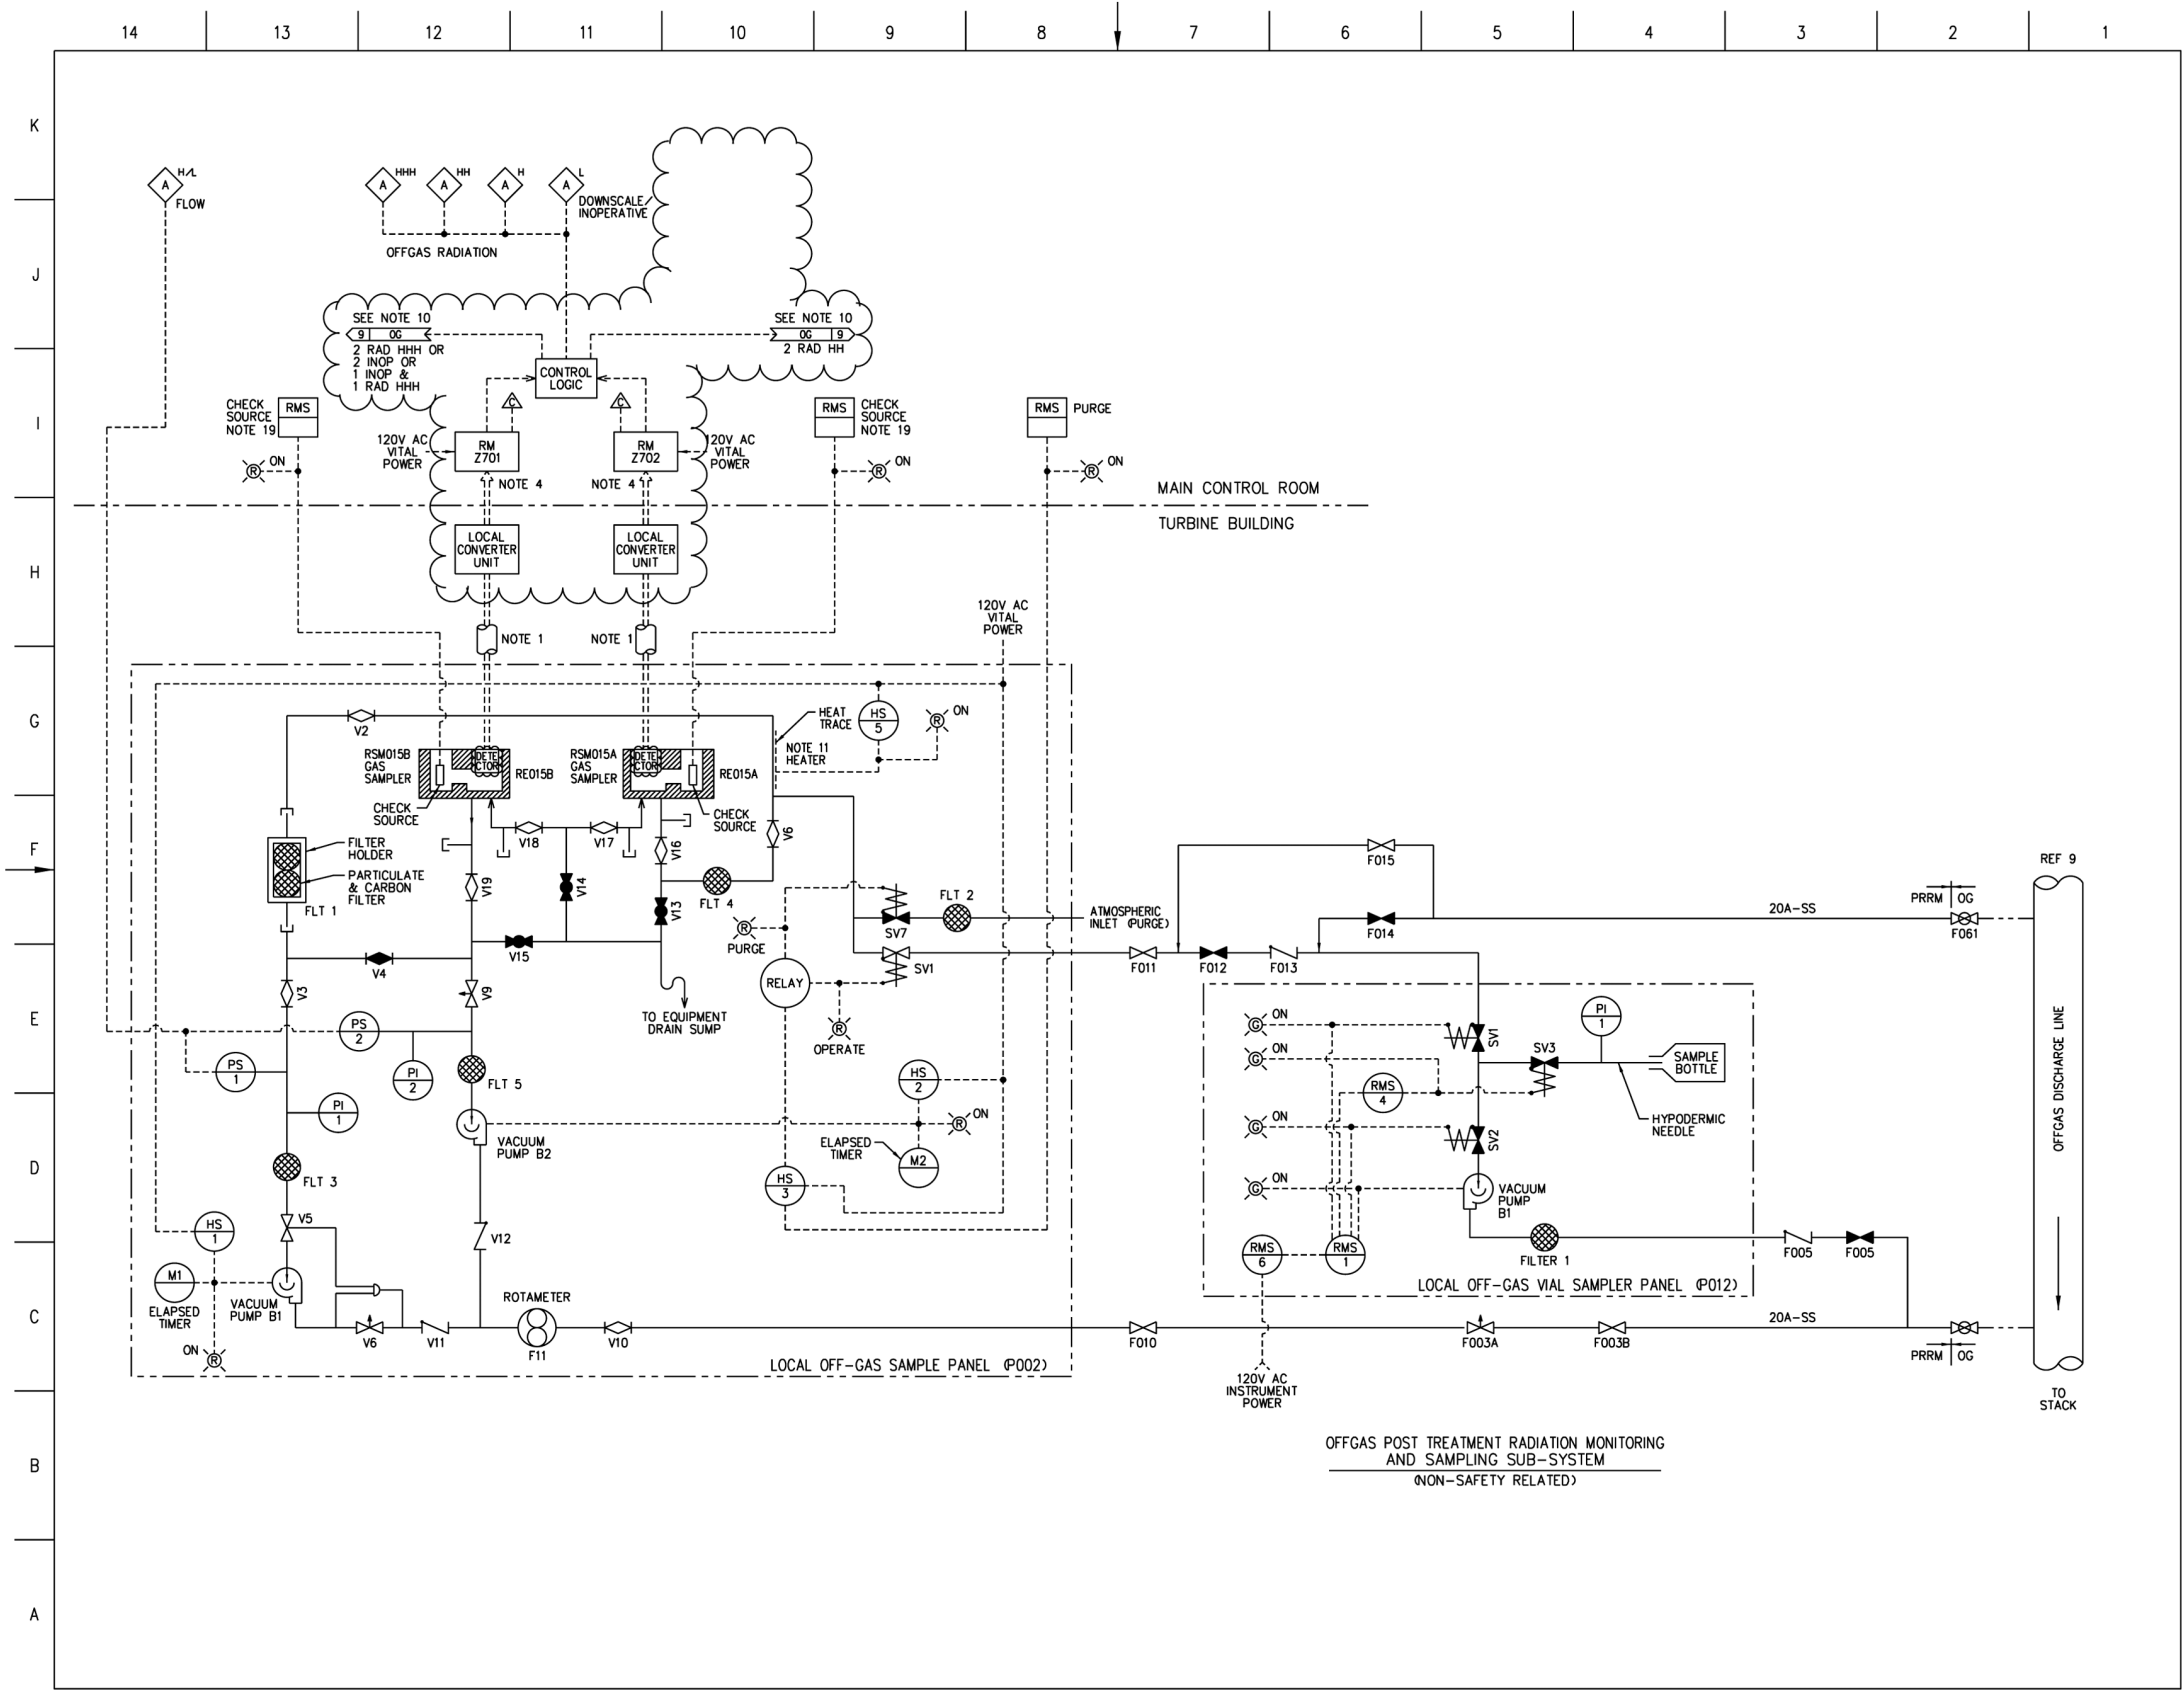 14 13 12 11 10 9 8 7 6 5 4 3 2 1
K
J
I
H
G
F
E
D
C
B
A
A H/L
FLOW
A HHH
A HH
A H
A L
DOWNSCALE/
INOPERATIVE
OFFGAS RADIATION
SEE NOTE 10
9 OG
2 RAD HHH OR
2 INOP OR
1 INOP &
1 RAD HHH
SEE NOTE 10
OG 9
2 RAD HH
CONTROL
LOGIC
C
C
CHECK
SOURCE
NOTE 19
RMS
R ON
120V AC
VITAL
POWER
RM
Z701
RM
Z702
120V AC
VITAL
POWER
NOTE 4
NOTE 4
RMS
CHECK
SOURCE
NOTE 19
R ON
RMS PURGE
R ON
MAIN CONTROL ROOM
TURBINE BUILDING
LOCAL
CONVERTER
UNIT
LOCAL
CONVERTER
UNIT
NOTE 1
NOTE 1
120V AC
VITAL
POWER
V2
HEAT
TRACE
HS
5
R ON
NOTE 11
HEATER
RSM015B
GAS
SAMPLER
DETE
CTOR
RE015B
RSM015A
GAS
SAMPLER
DETE
CTOR
RE015A
CHECK
SOURCE
CHECK
SOURCE
V18
V17
V16
V6
FILTER
HOLDER
PARTICULATE
& CARBON
FILTER
FLT 1
V19
V14
V13
FLT 4
R
PURGE
SV7
FLT 2
ATMOSPHERIC
INLET (PURGE)
V4
V15
V3
V9
RELAY
SV1
TO EQUIPMENT
DRAIN SUMP
R
OPERATE
PS
2
PS
1
PI
2
FLT 5
PI
1
HS
2
R ON
VACUUM
PUMP B2
ELAPSED
TIMER
M2
FLT 3
HS
3
HS
1
V5
V12
M1
ELAPSED
TIMER
VACUUM
PUMP B1
ON R
V6
V11
ROTAMETER
F11
V10
LOCAL OFF-GAS SAMPLE PANEL (P002)
F015
F014
20A-SS
PRRM OG
F061
REF 9
F011
F012
F013
G ON
G ON
SV1
PI
1
SV3
SAMPLE
BOTTLE
RMS
4
HYPODERMIC
NEEDLE
G ON
SV2
G ON
VACUUM
PUMP
B1
RMS
6
RMS
1
FILTER 1
F005
F005
LOCAL OFF-GAS VIAL SAMPLER PANEL (P012)
OFFGAS DISCHARGE LINE
F010
F003A
F003B
20A-SS
PRRM OG
120V AC
INSTRUMENT
POWER
TO
STACK
OFFGAS POST TREATMENT RADIATION MONITORING
AND SAMPLING SUB-SYSTEM
(NON-SAFETY RELATED)